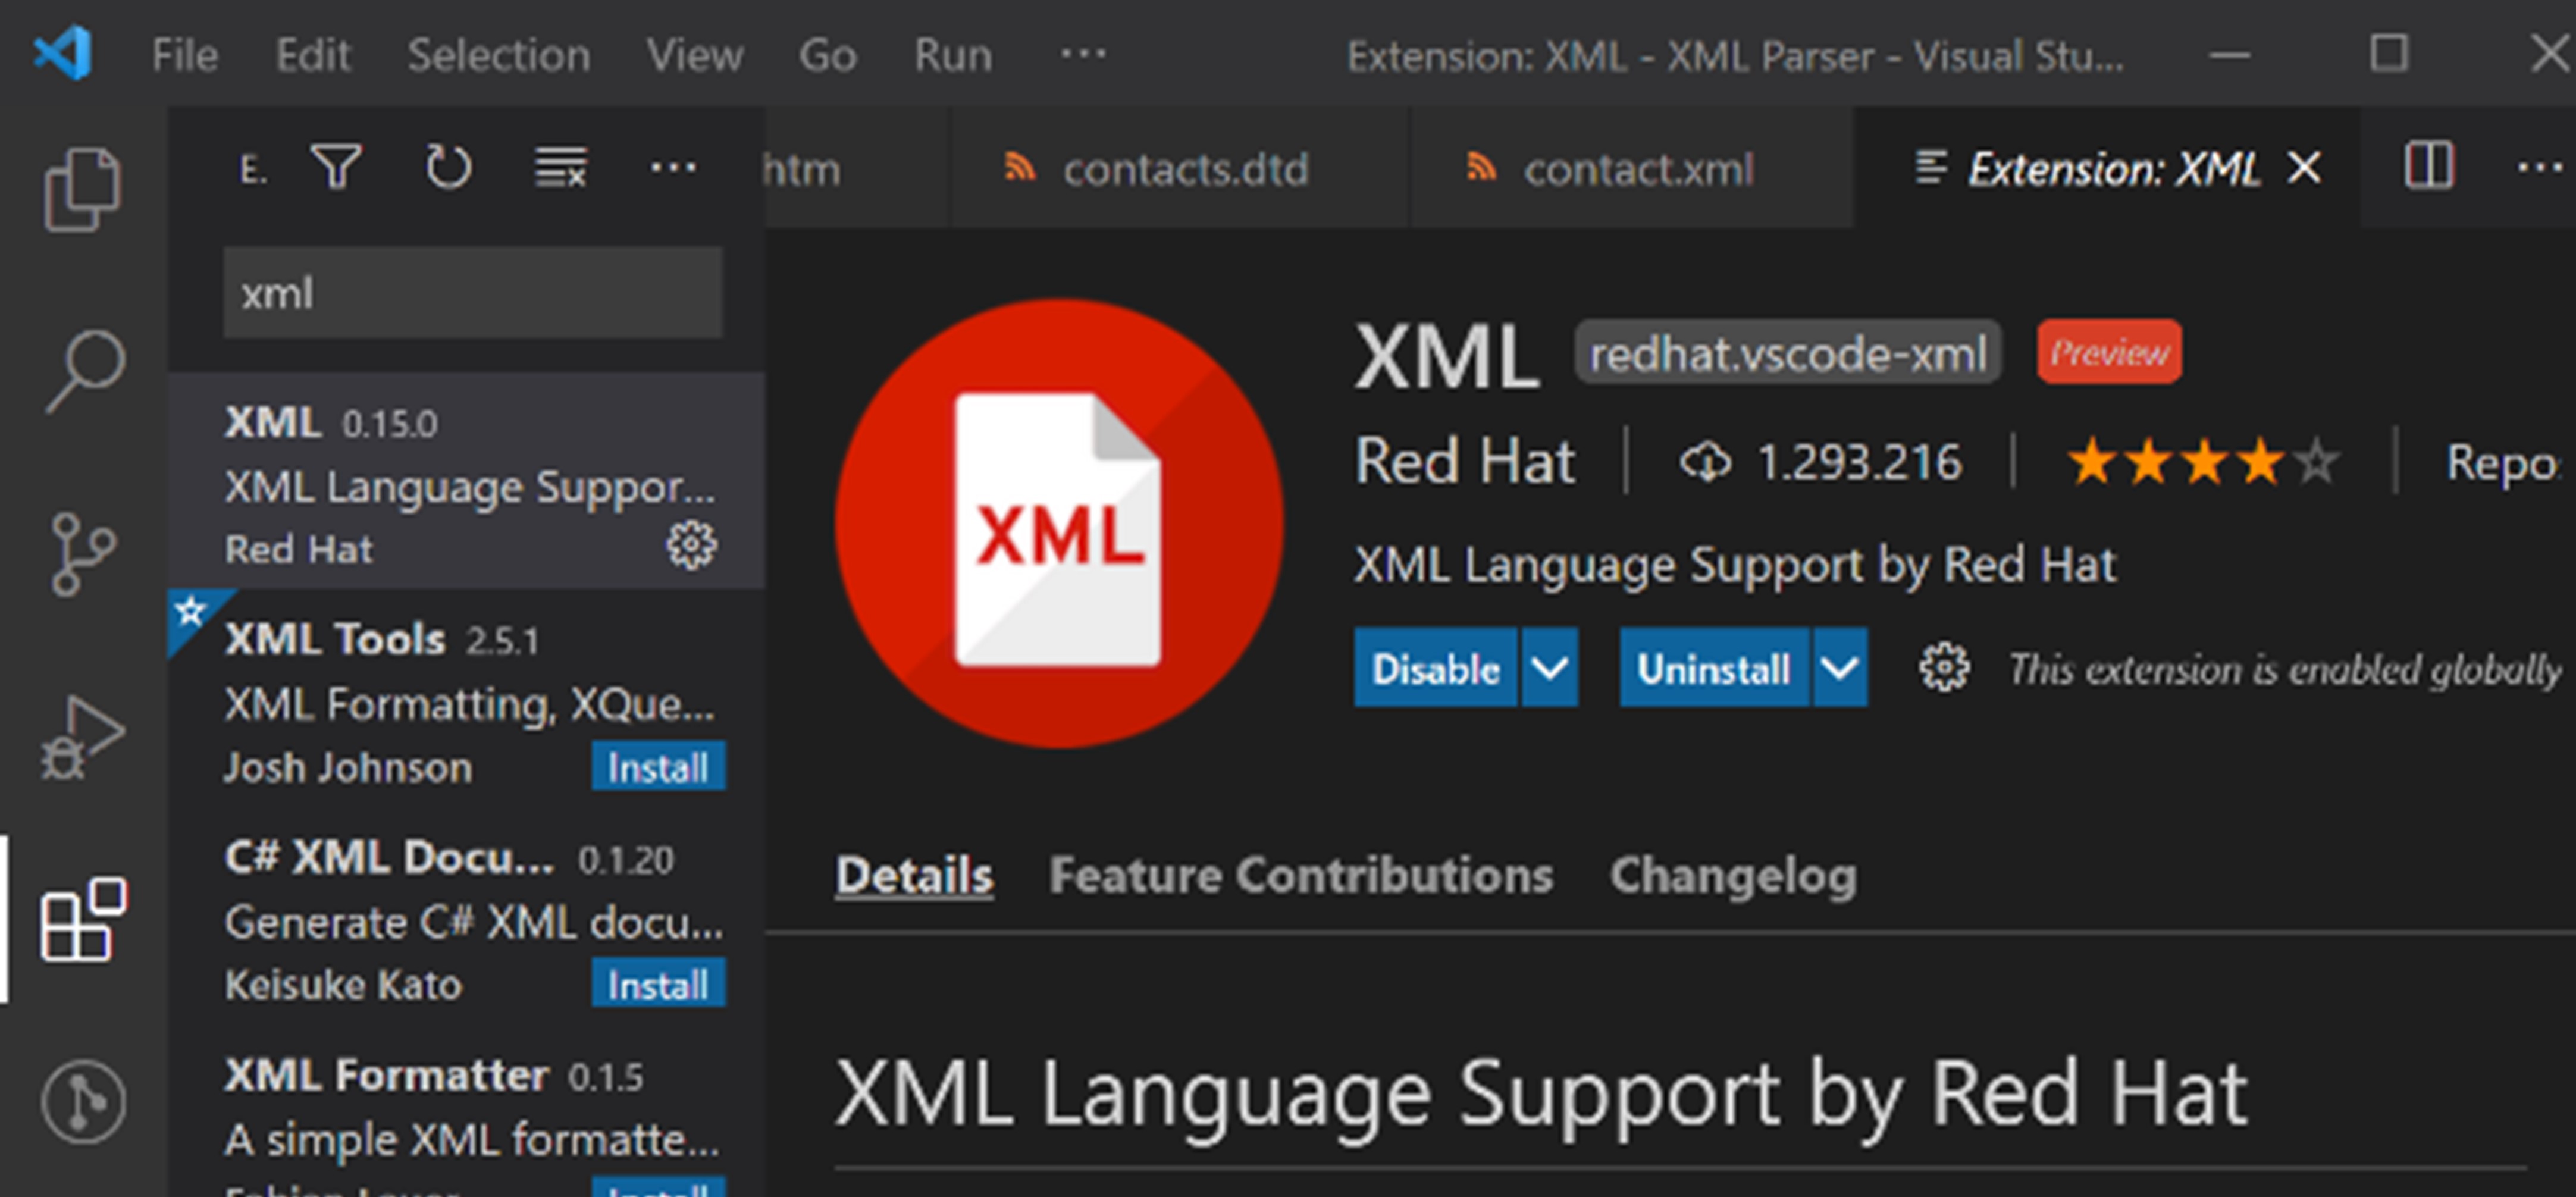 File Edit Selection View Go Run ··· Extension: XML - XML Parser - Visual Stu...
E. ···
htm contacts.dtd contact.xml Extension: XML ···
xml
XML 0.15.0
XML Language Suppor...
Red Hat
XML Tools 2.5.1
XML Formatting, XQue...
Josh Johnson Install
C# XML Docu... 0.1.20
Generate C# XML docu...
Keisuke Kato Install
XML Formatter 0.1.5
A simple XML formatte...
Install
XML
XML redhat.vscode-xml Preview
Red Hat | 1.293.216 | Repo
XML Language Support by Red Hat
Disable Uninstall This extension is enabled globally
Details Feature Contributions Changelog
XML Language Support by Red Hat